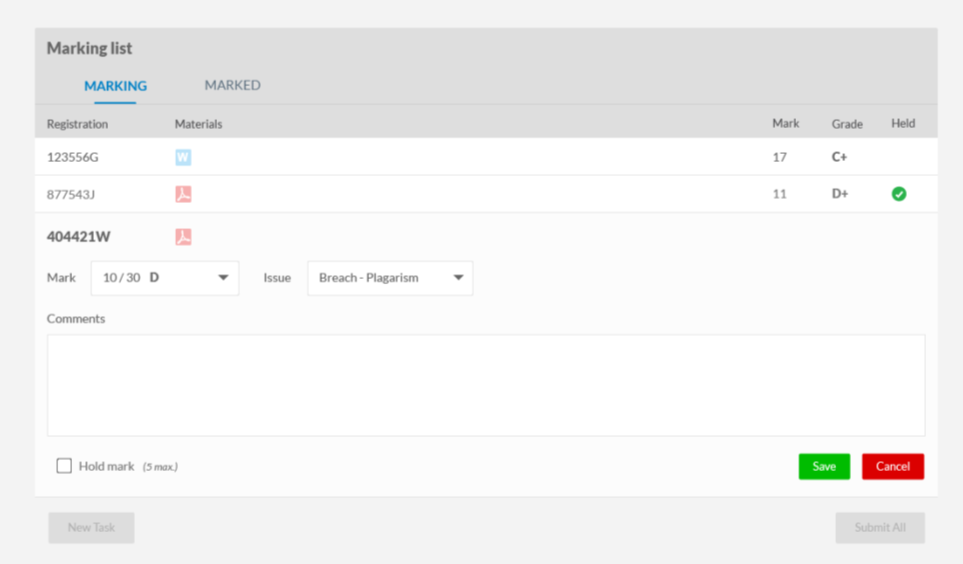 Marking list
MARKING MARKED
Registration Materials Mark Grade Held
123556G W 17 C+
877543J 11 D+
404421W
Mark 10 / 30 D Issue Breach - Plagarism
Comments
Hold mark (5 max.) Save Cancel
New Task Submit All